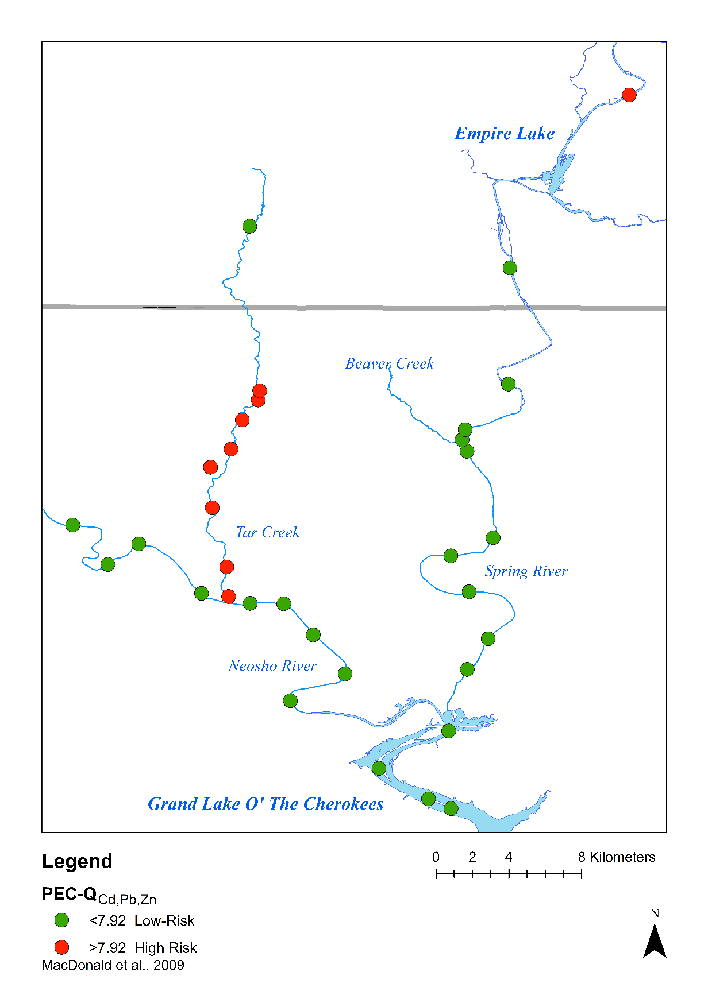 Empire Lake
Beaver Creek
Tar Creek
Spring River
Neosho River
Grand Lake O' The Cherokees
Legend
0 2 4 8 Kilometers
PEC-Q Cd,Pb,Zn
<7.92 Low-Risk
N
>7.92 High Risk
MacDonald et al., 2009